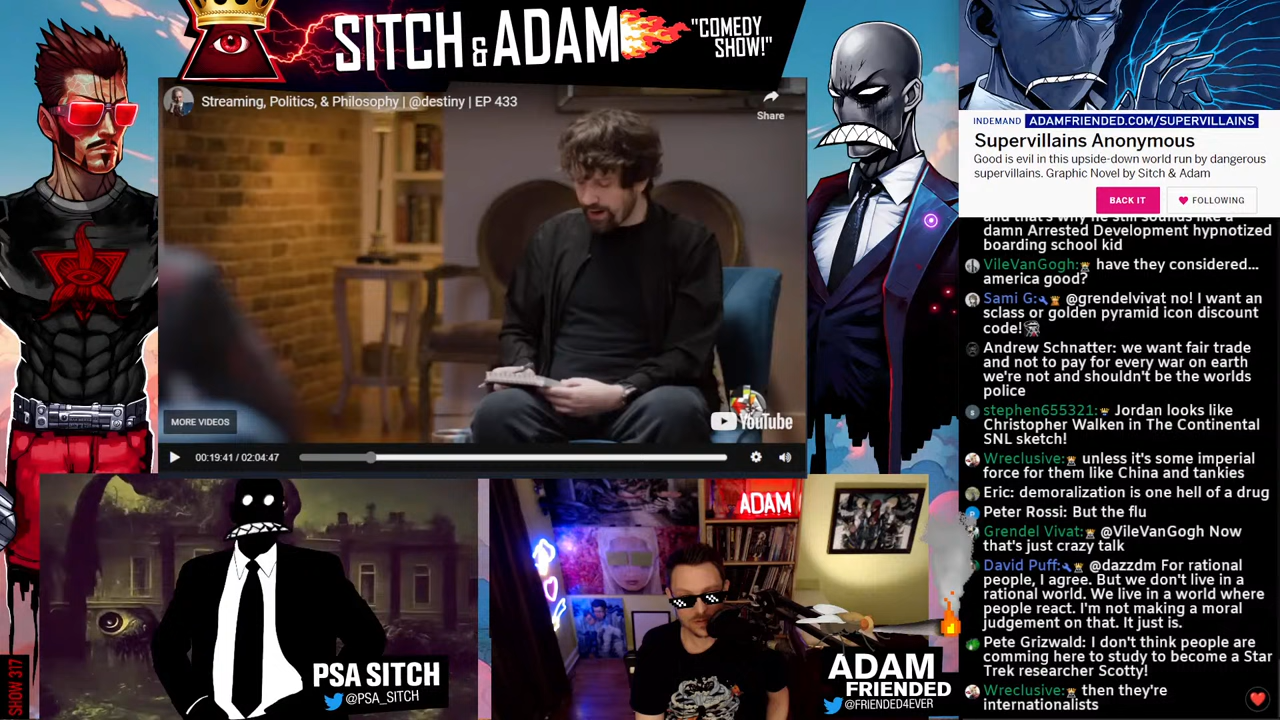 SITCH & ADAM
"COMEDY
SHOW!"
Streaming, Politics, & Philosophy | @destiny | EP 433
Share
MORE VIDEOS
YouTube
00:19:41 / 02:04:47
INDEMAND ADAMFRIENDED.COM/SUPERVILLAINS
Supervillains Anonymous
Good is evil in this upside-down world run by dangerous
supervillains. Graphic Novel by Sitch & Adam
BACK IT
FOLLOWING
and that's why he still sounds like a
damn Arrested Development hypnotized
boarding school kid
VileVanGogh: have they considered...
america good?
Sami G: @grendelvivat no! I want an
sclass or golden pyramid icon discount
code!
Andrew Schnatter: we want fair trade
and not to pay for every war on earth
we're not and shouldn't be the worlds
police
stephen655321: Jordan looks like
Christopher Walken in The Continental
SNL sketch!
Wreclusive: unless it's some imperial
force for them like China and tankies
Eric: demoralization is one hell of a drug
Peter Rossi: But the flu
Grendel Vivat: @VileVanGogh Now
that's just crazy talk
David Puff: @dazzdm For rational
people, I agree. But we don't live in a
rational world. We live in a world where
people react. I'm not making a moral
judgement on that. It just is.
Pete Grizwald: I don't think people are
comming here to study to become a Star
Trek researcher Scotty!
Wreclusive: then they're
internationalists
SHOW 317
PSA SITCH
@PSA_SITCH
ADAM
ADAM
FRIENDED
@FRIENDED4EVER